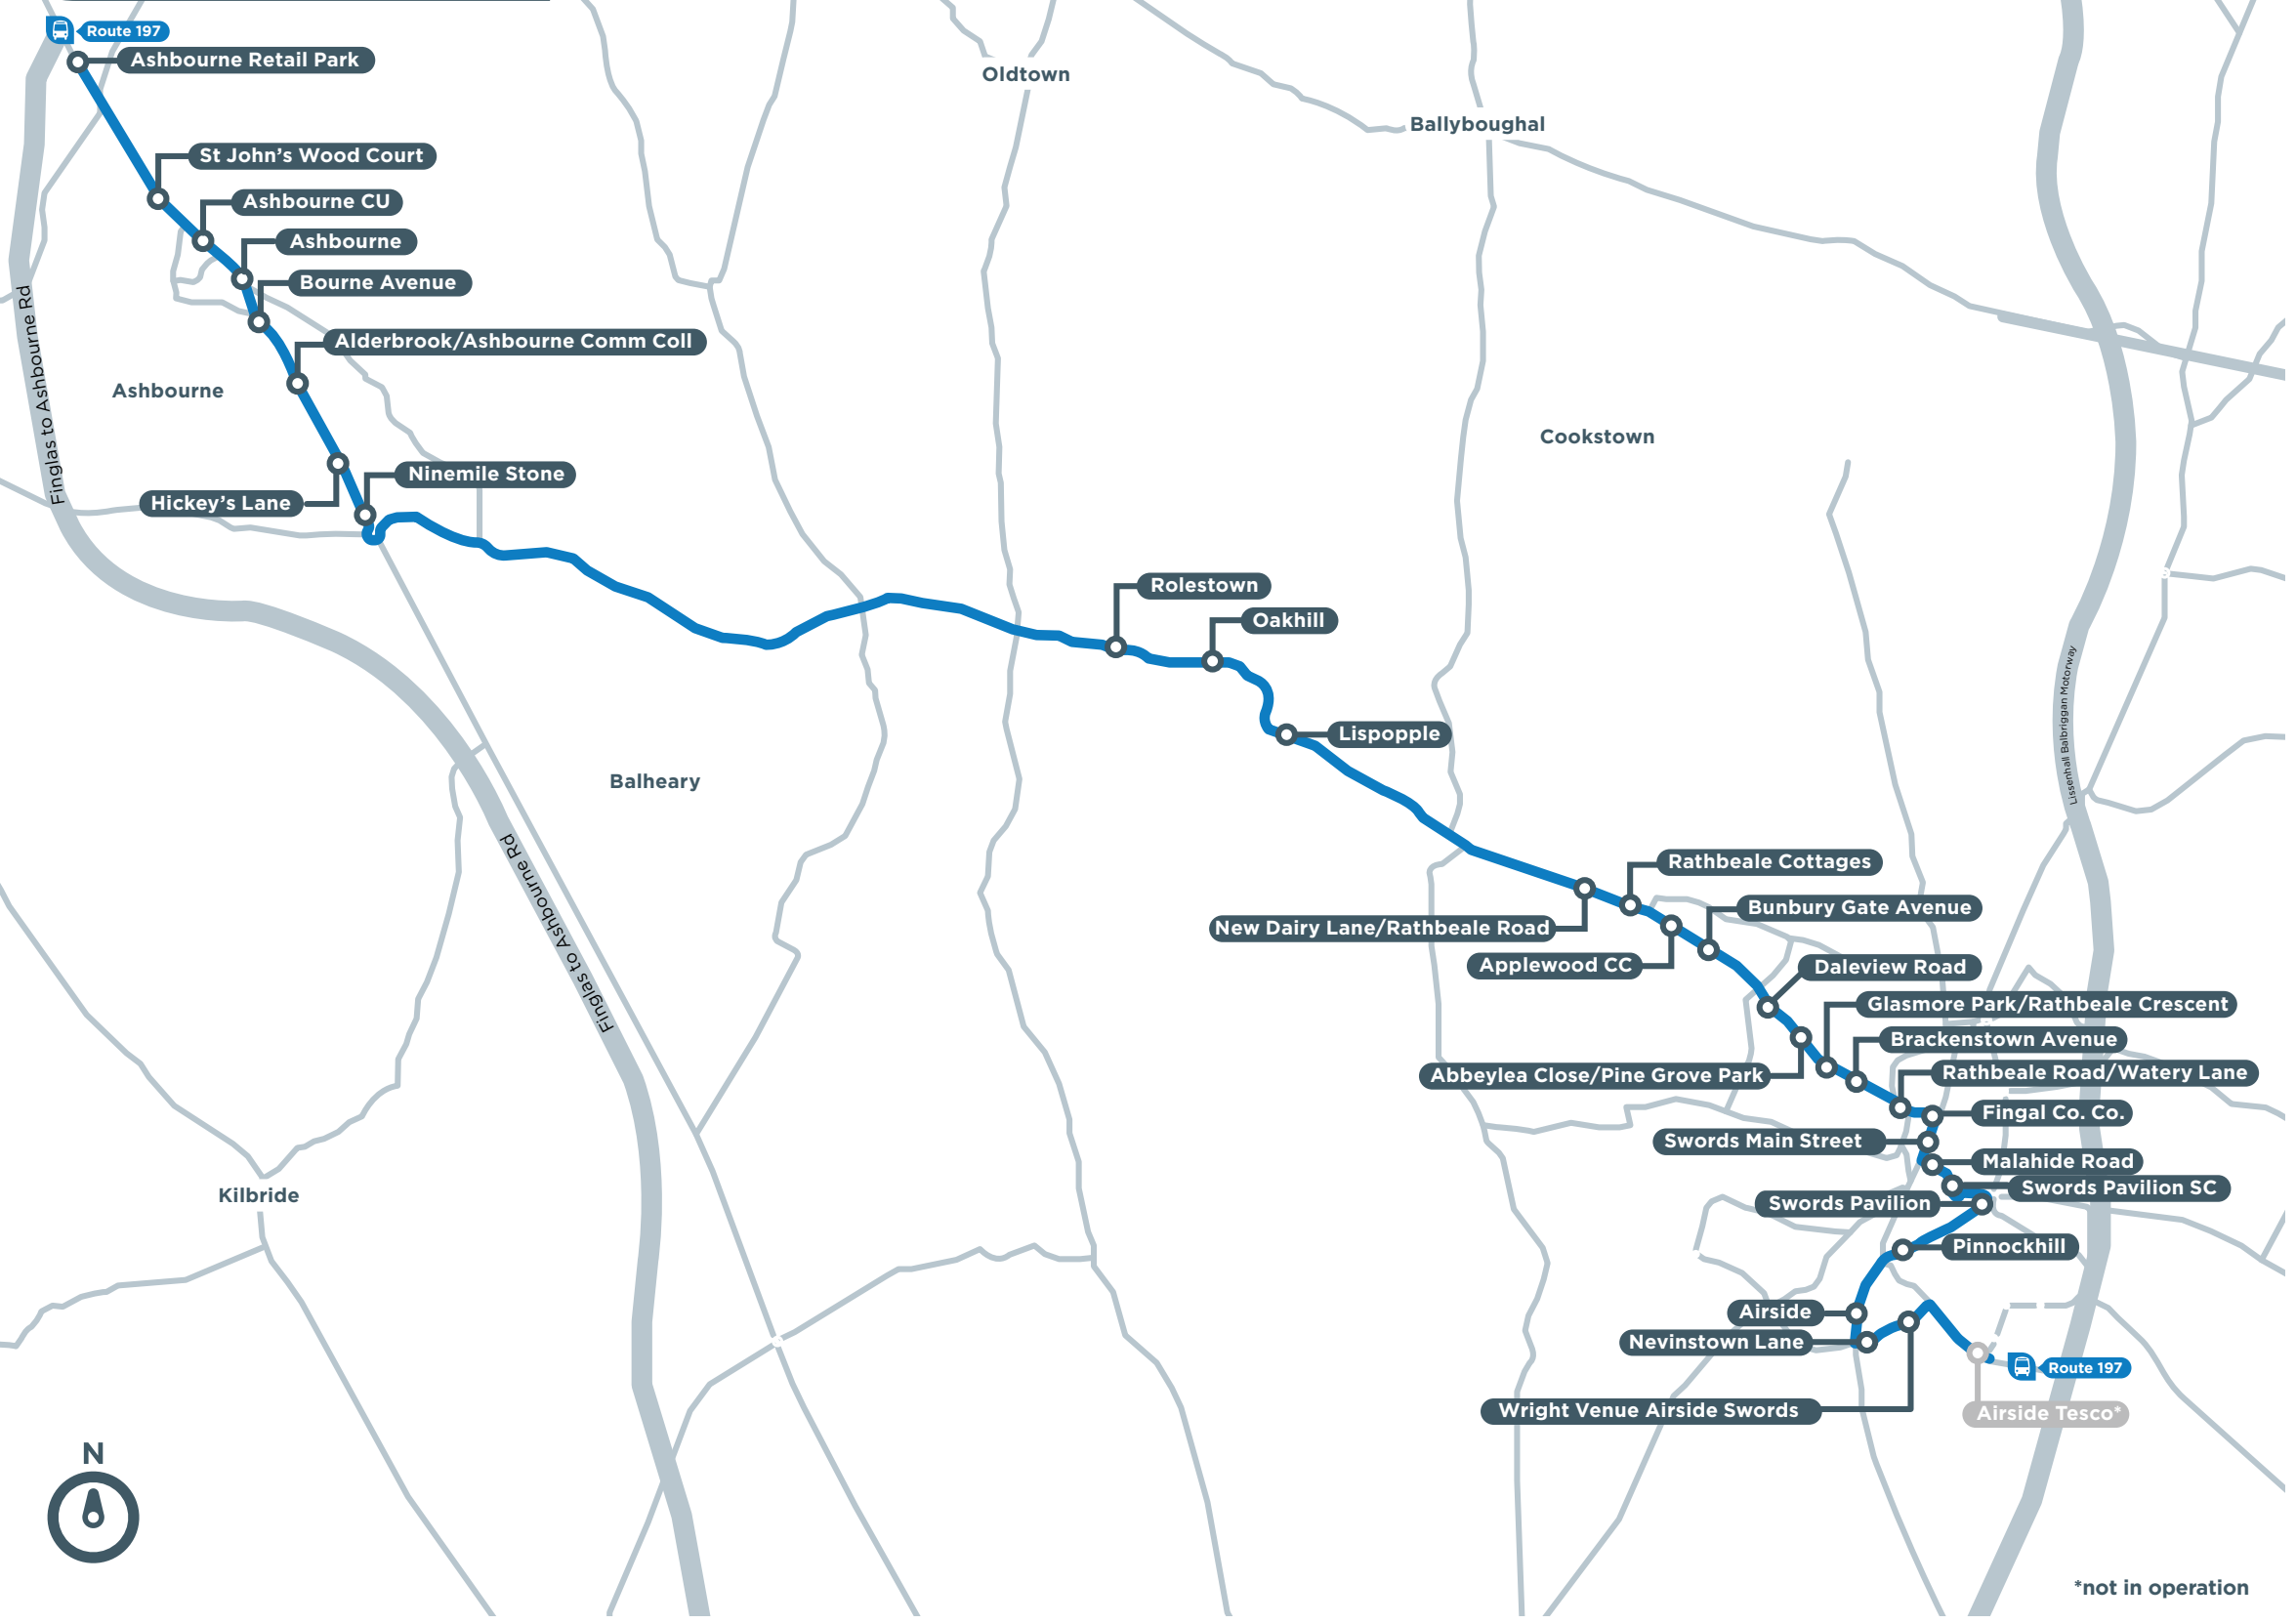 Route 197
Ashbourne Retail Park
Oldtown
Ballyboughal
St John's Wood Court
Ashbourne CU
Ashbourne
Bourne Avenue
Finglas to Ashbourne Rd
Alderbrook/Ashbourne Comm Coll
Ashbourne
Cookstown
Ninemile Stone
Hickey's Lane
Rolestown
Oakhill
Lissenhall Balbriggan Motorway
Lispopple
Balheary
Finglas to Ashbourne Rd
Rathbeale Cottages
Bunbury Gate Avenue
New Dairy Lane/Rathbeale Road
Applewood CC
Daleview Road
Glasmore Park/Rathbeale Crescent
Brackenstown Avenue
Abbeylea Close/Pine Grove Park
Rathbeale Road/Watery Lane
Fingal Co. Co.
Swords Main Street
Malahide Road
Swords Pavilion SC
Kilbride
Swords Pavilion
Pinnockhill
Airside
Nevinstown Lane
Route 197
Wright Venue Airside Swords
Airside Tesco*
N
*not in operation